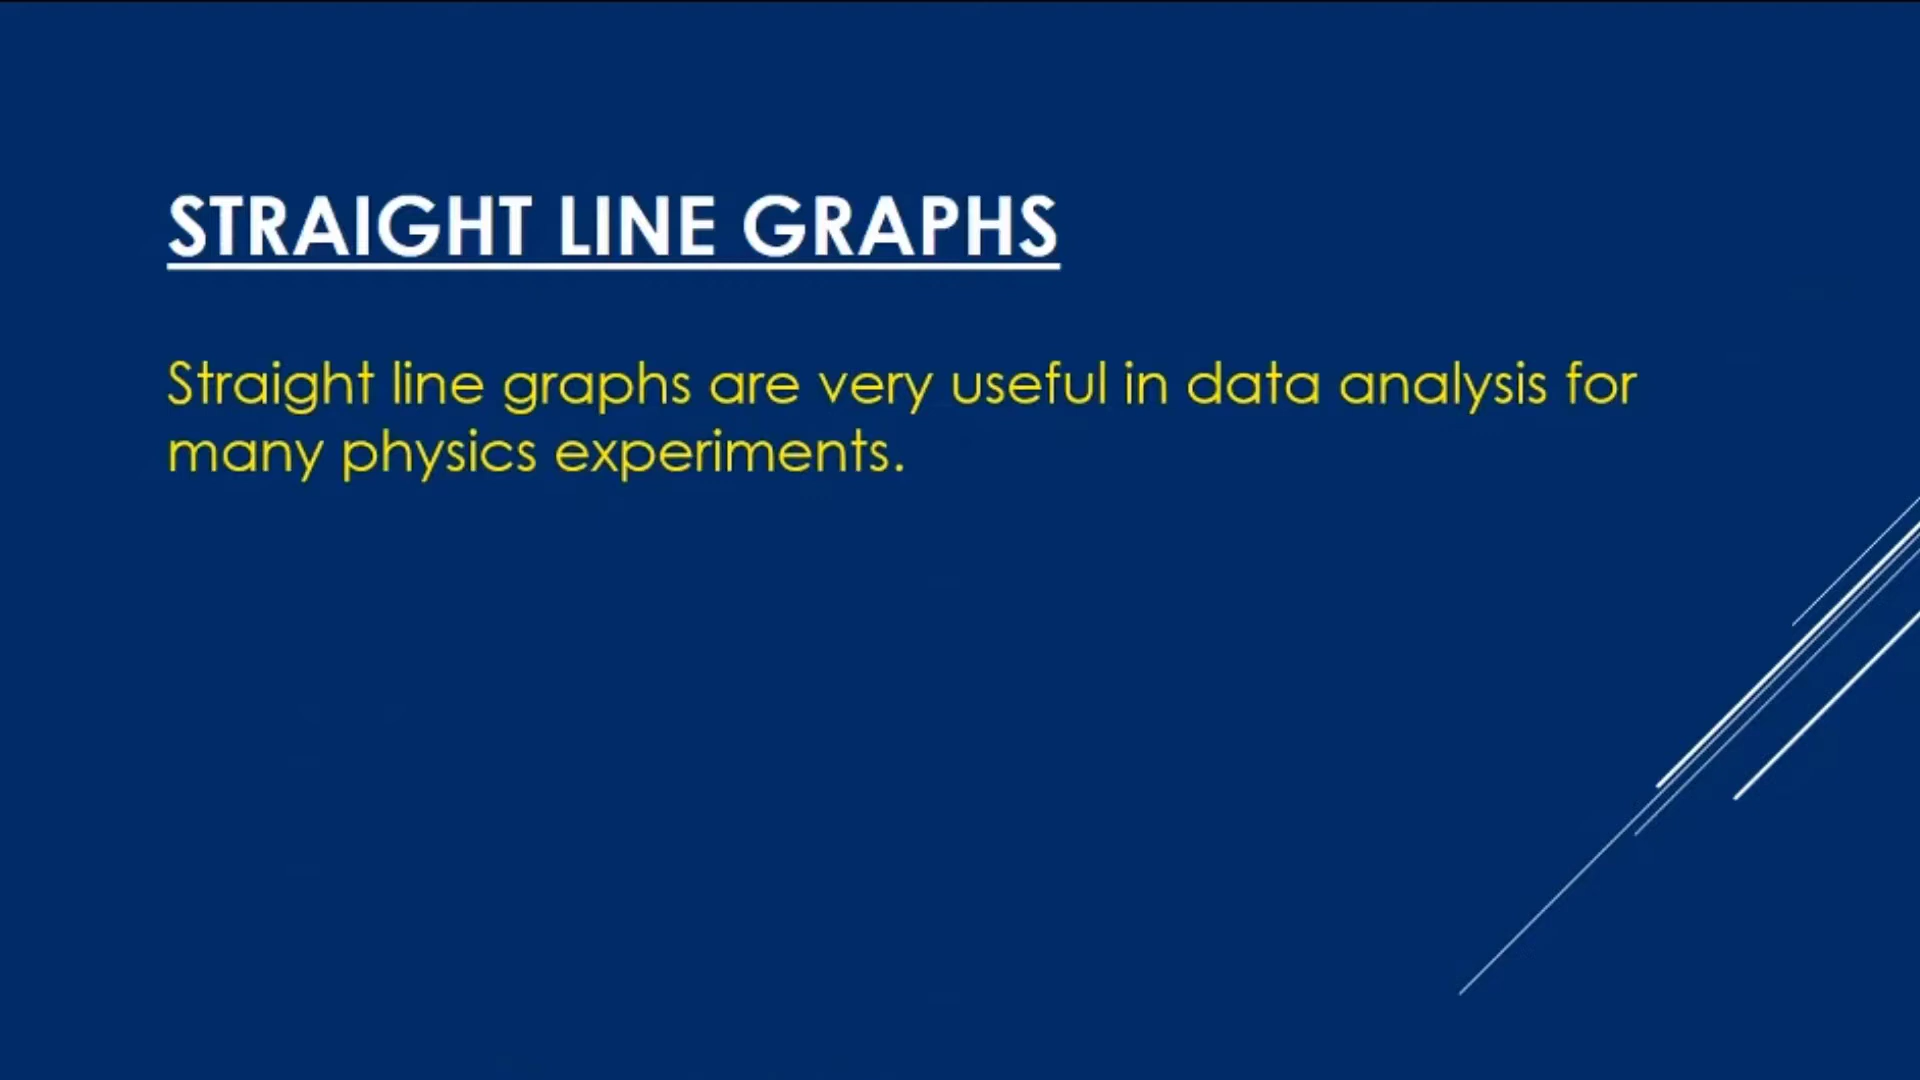 STRAIGHT LINE GRAPHS
Straight line graphs are very useful in data analysis for
many physics experiments.